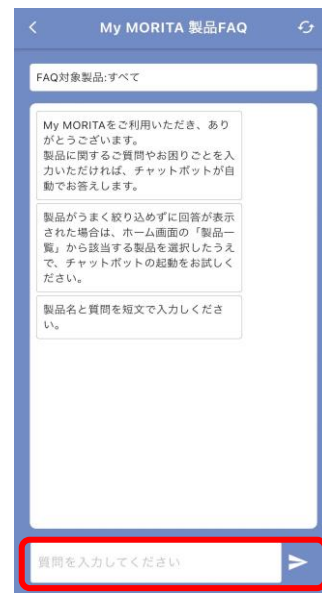 My MORITA 製品FAQ
FAQ対象製品:すべて
My MORITAをご利用いただき、あり
がとうございます。
製品に関するご質問やお困りごとを入
力いただければ、チャットボットが自
動でお答えします。
製品がうまく絞り込めずに回答が表示
された場合は、ホーム画面の「製品一
覧」から該当する製品を選択したうえ
で、チャットボットの起動をお試しく
ださい。
製品名と質問を短文で入力くださ
い。
質問を入力してください